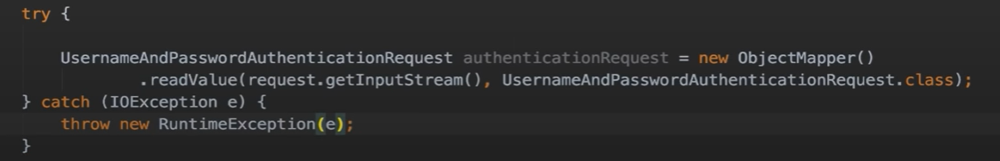 try {
UsernameAndPasswordAuthenticationRequest authenticationRequest = new ObjectMapper()
.readValue(request.getInputStream(), UsernameAndPasswordAuthenticationRequest.class);
} catch (IOException e) {
throw new RuntimeException(e);
}